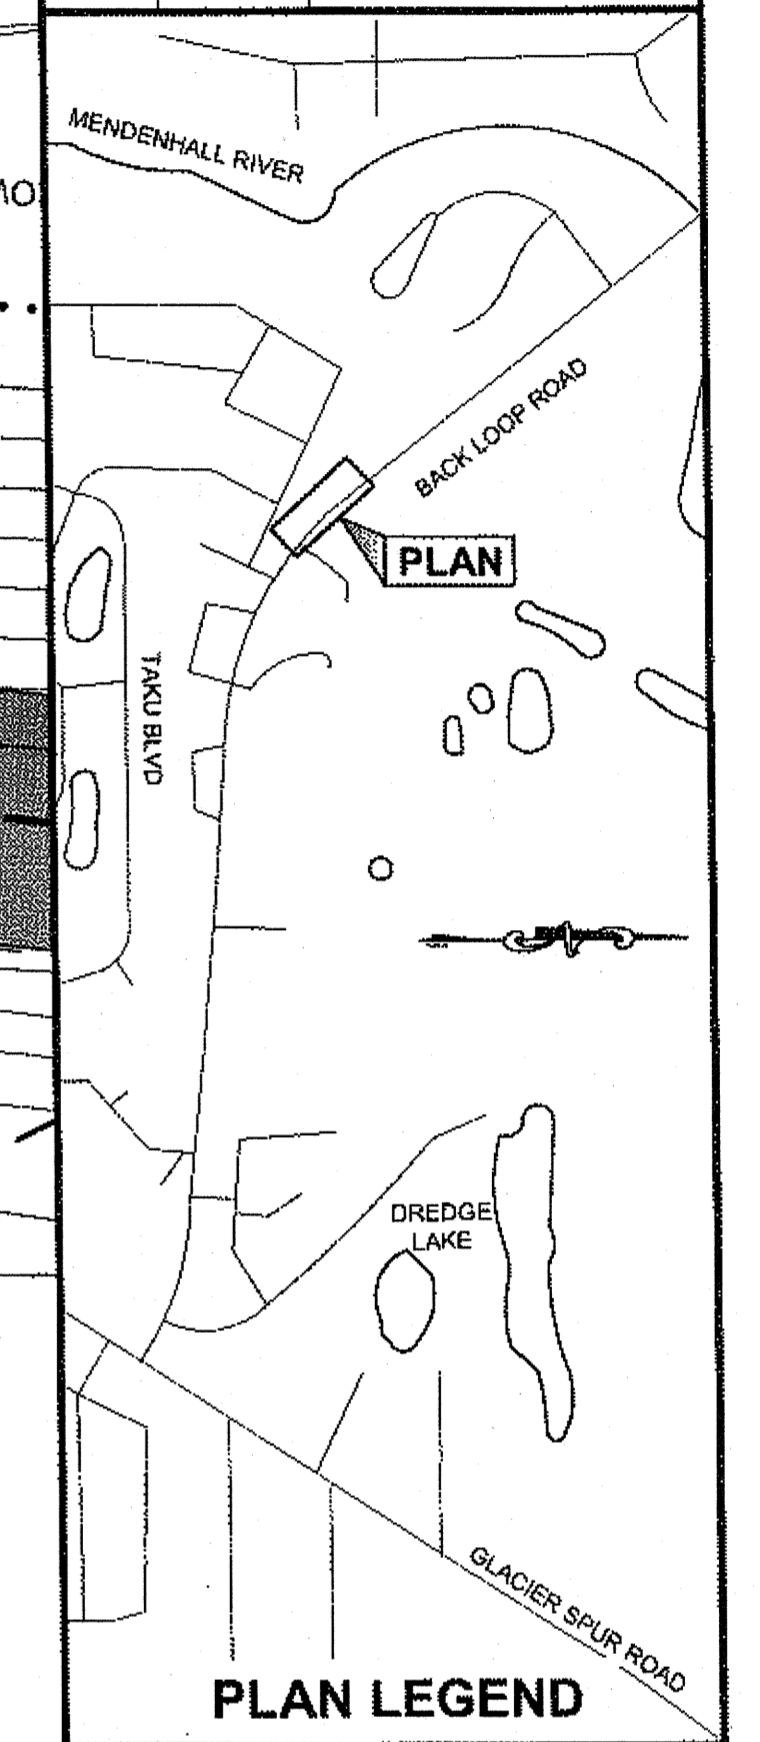 MENDENHALL RIVER
BACK LOOP ROAD
PLAN
TAKU BLVD
DREDGE
LAKE
GLACIER SPUR ROAD
PLAN LEGEND